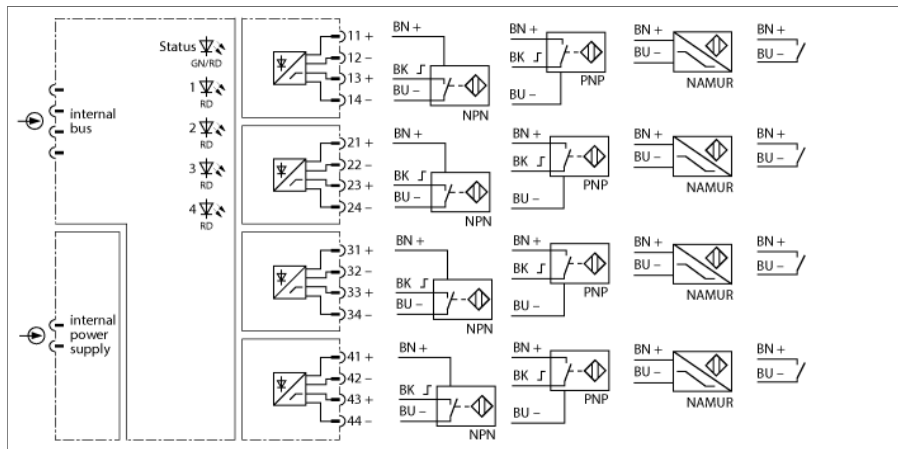 Status
GN/RD
1
RD
2
RD
3
RD
4
RD
internal
bus
internal
power
supply
11 +
12 –
13 +
14 –
BN +
BK
BU –
NPN
BN +
BK
BU –
PNP
BN +
BU –
NAMUR
BN +
BU –
21 +
22 –
23 +
24 –
BN +
BK
BU –
NPN
BN +
BK
BU –
PNP
BN +
BU –
NAMUR
BN +
BU –
31 +
32 –
33 +
34 –
BN +
BK
BU –
NPN
BN +
BK
BU –
PNP
BN +
BU –
NAMUR
BN +
BU –
41 +
42 –
43 +
44 –
BN +
BK
BU –
NPN
BN +
BK
BU –
PNP
BN +
BU –
NAMUR
BN +
BU –